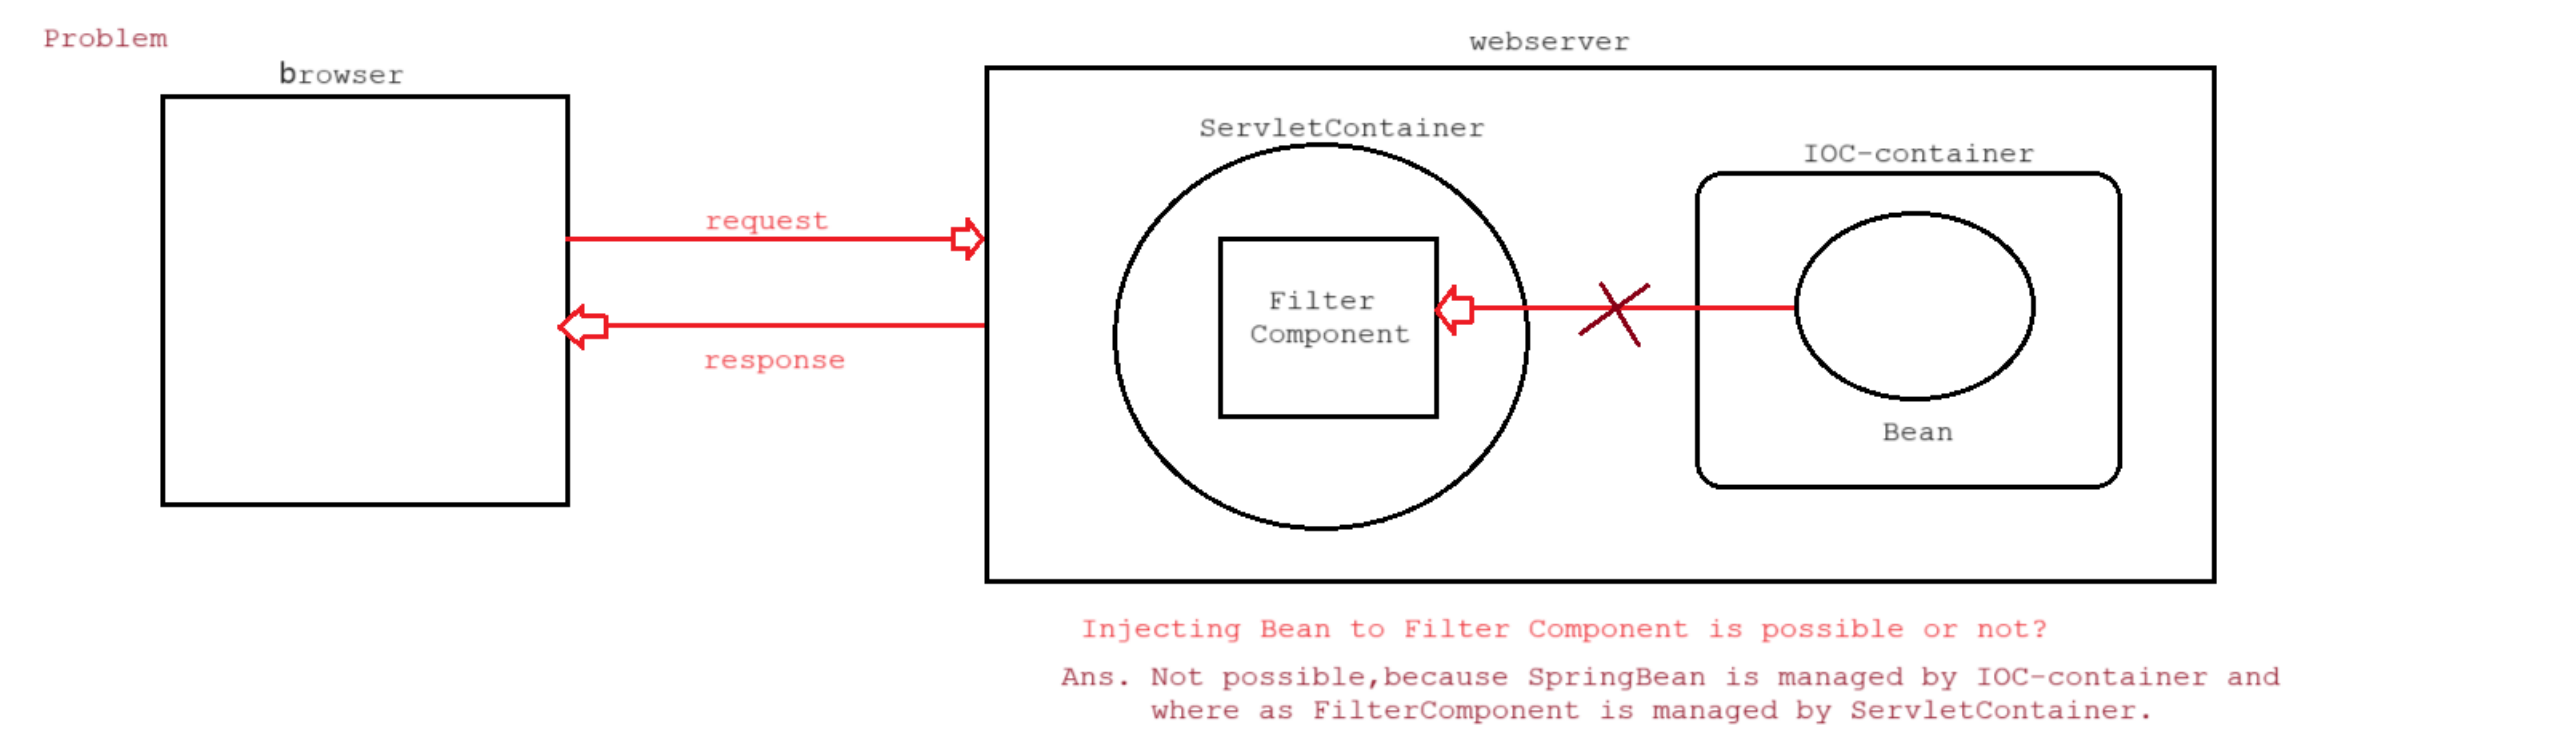 Problem
browser
webserver
ServletContainer
IOC-container
request
Filter
Component
response
Bean
Injecting Bean to Filter Component is possible or not?
Ans. Not possible,because SpringBean is managed by IOC-container and
where as FilterComponent is managed by ServletContainer.